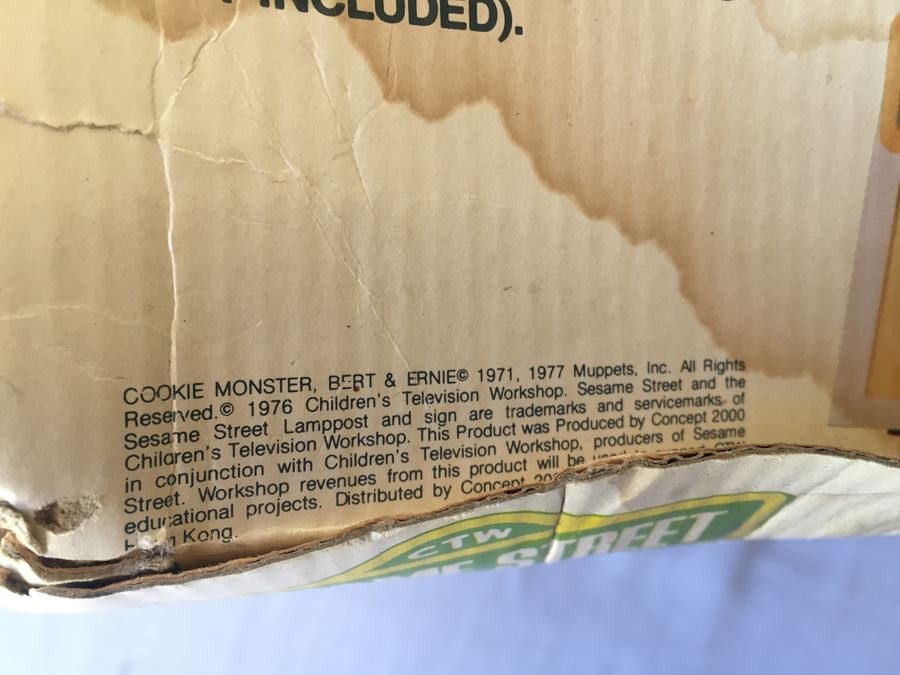 INCLUDED).
COOKIE MONSTER, BERT & ERNIE© 1971, 1977 Muppets, Inc. All Rights
Reserved.© 1976 Children's Television Workshop. Sesame Street and the
Sesame Street Lamppost and sign are trademarks and servicemarks of
Children's Television Workshop. This Product was Produced by Concept 2000
in conjunction with Children's Television Workshop, producers of Sesame
Street. Workshop revenues from this product will be
educational projects. Distributed by Concept
Kong.
CTW
STREET